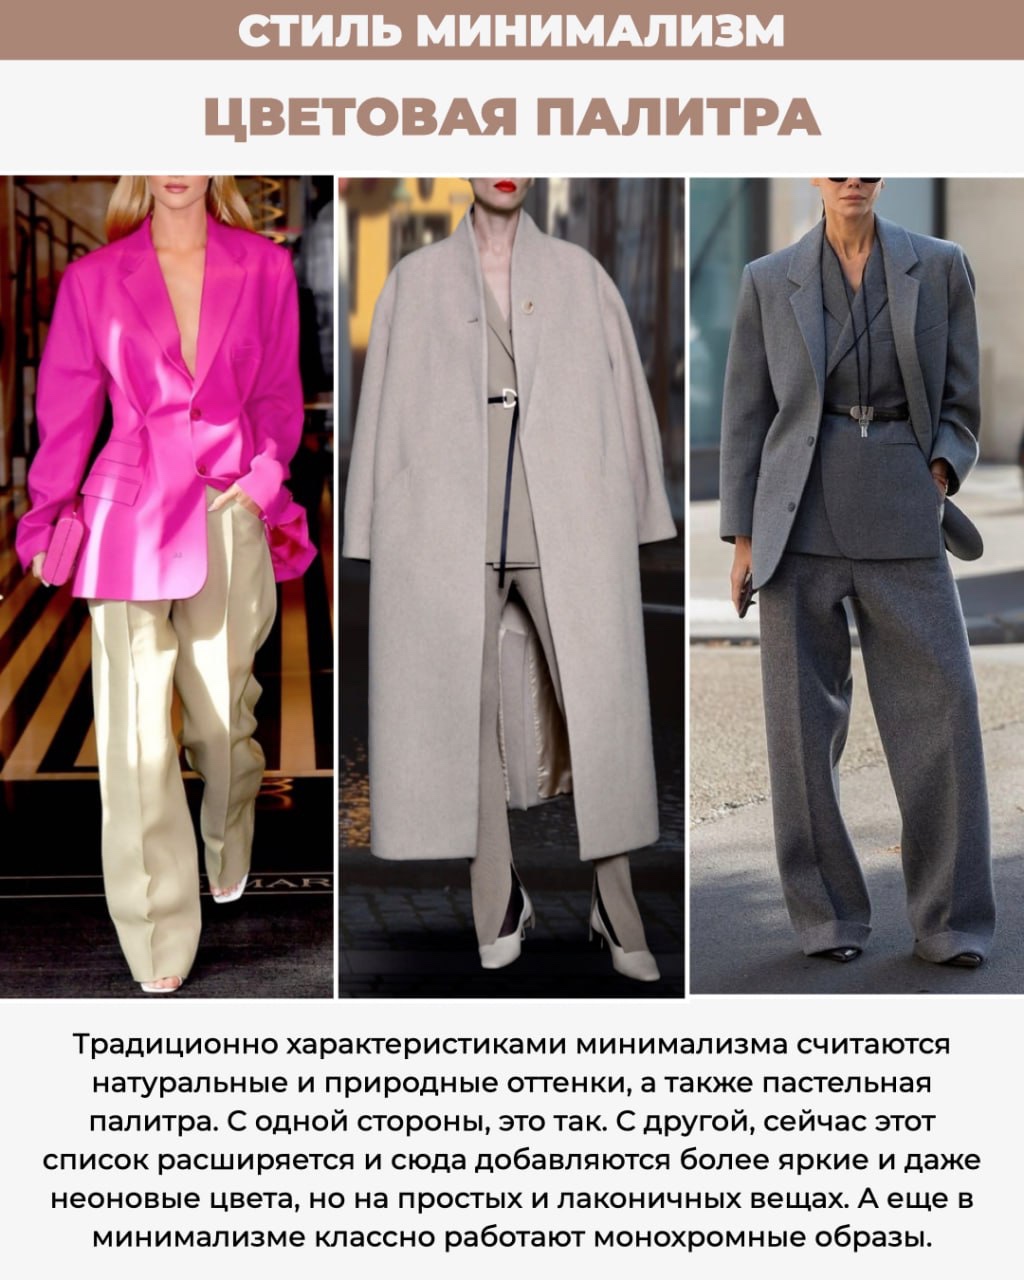 СТИЛЬ МИНИМАЛИЗМ
ЦВЕТОВАЯ ПАЛИТРА
Традиционно характеристиками минимализма считаются
натуральные и природные оттенки, а также пастельная
палитра. С одной стороны, это так. С другой, сейчас этот
список расширяется и сюда добавляются более яркие и даже
неоновые цвета, но на простых и лаконичных вещах. А еще в
минимализме классно работают монохромные образы.